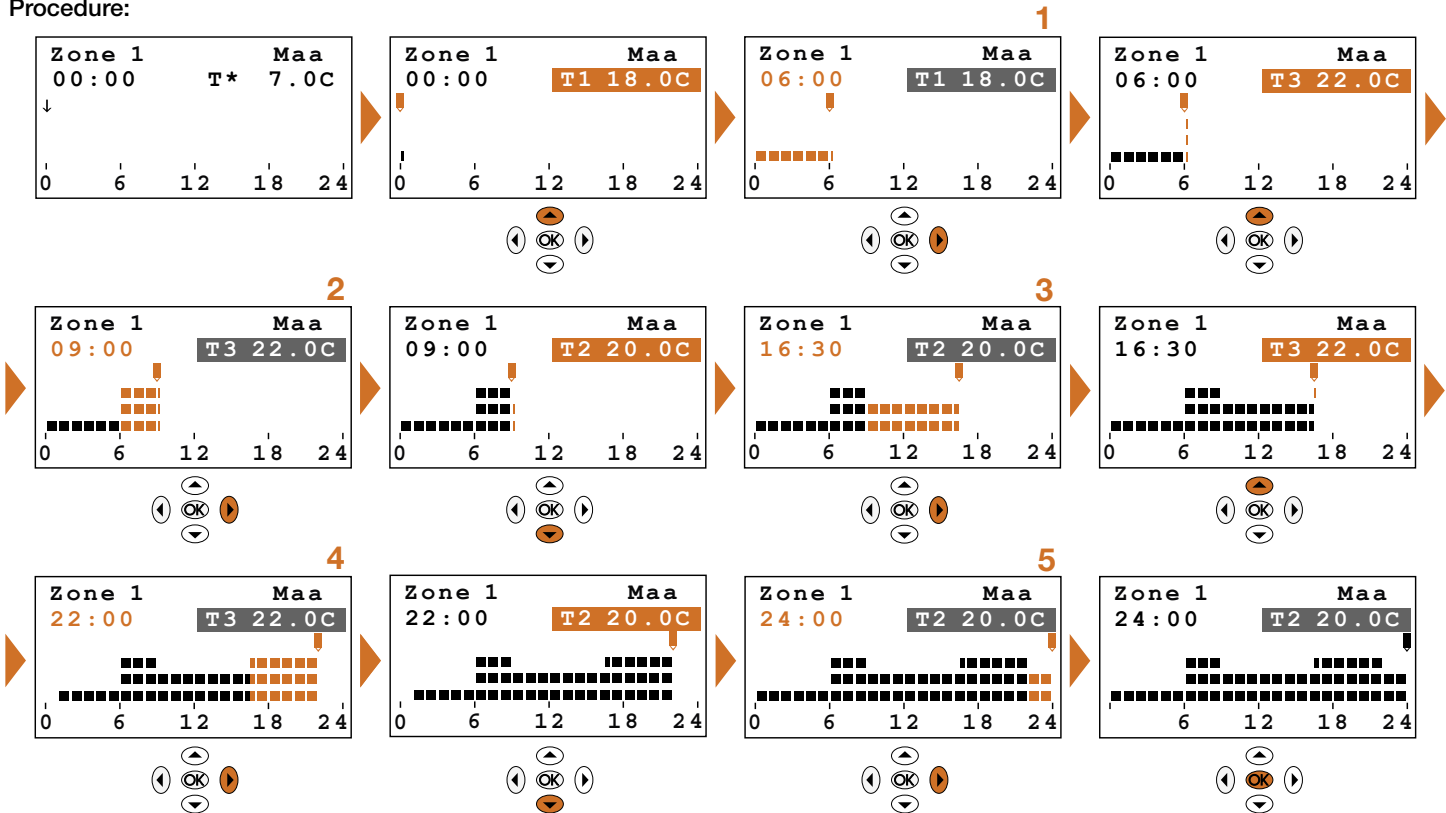 Procedure:
1
Zone 1 Maa
00:00 T* 7.0C
0 6 12 18 24
Zone 1 Maa
00:00 T1 18.0C
0 6 12 18 24
OK
Zone 1 Maa
06:00 T1 18.0C
0 6 12 18 24
OK
Zone 1 Maa
06:00 T3 22.0C
0 6 12 18 24
OK
2
Zone 1 Maa
09:00 T3 22.0C
0 6 12 18 24
OK
Zone 1 Maa
09:00 T2 20.0C
0 6 12 18 24
OK
3
Zone 1 Maa
16:30 T2 20.0C
0 6 12 18 24
OK
Zone 1 Maa
16:30 T3 22.0C
0 6 12 18 24
OK
4
Zone 1 Maa
22:00 T3 22.0C
0 6 12 18 24
OK
Zone 1 Maa
22:00 T2 20.0C
0 6 12 18 24
OK
5
Zone 1 Maa
24:00 T2 20.0C
0 6 12 18 24
OK
Zone 1 Maa
24:00 T2 20.0C
6 12 18 24
OK